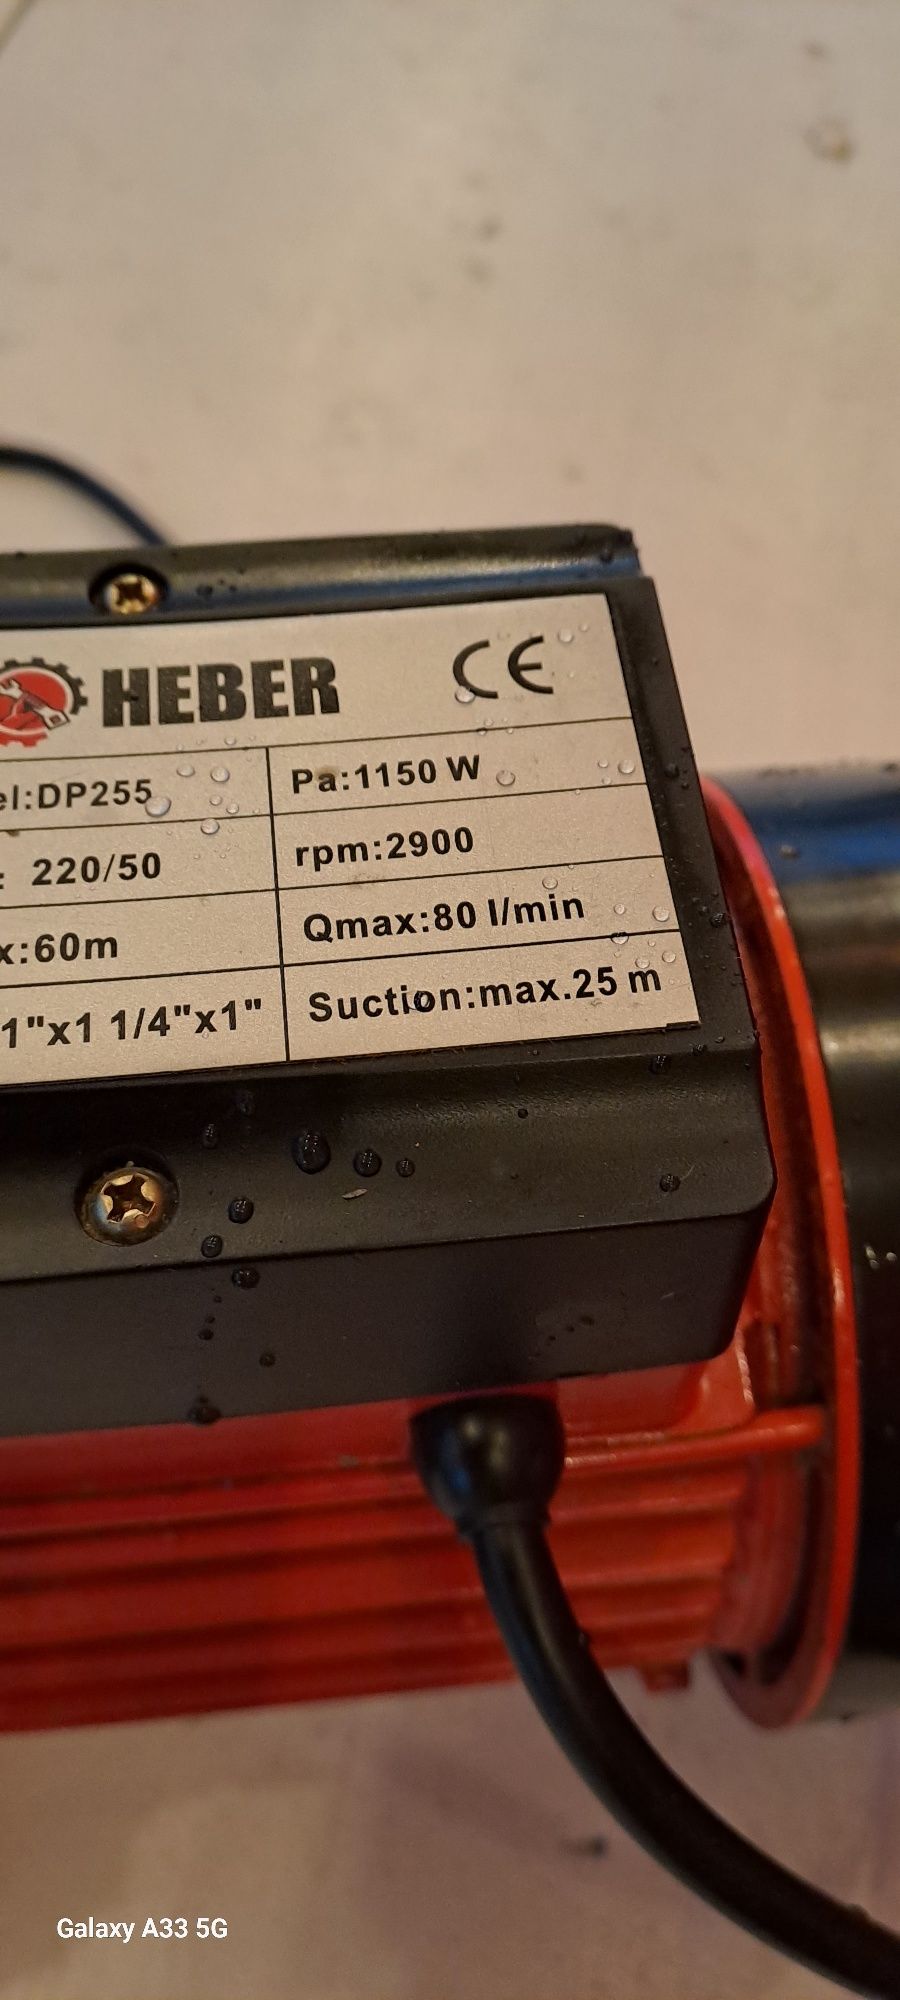 HEBER CE
el:DP255 Pa:1150 W
: 220/50 rpm:2900
x:60m Qmax:80 l/min
1"x1 1/4"x1" Suction:max.25 m
Galaxy A33 5G